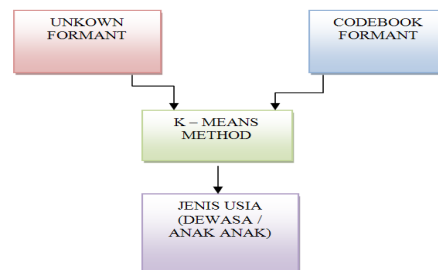 UNKOWN
FORMANT
CODEBOOK
FORMANT
K – MEANS
METHOD
JENIS USIA
(DEWASA /
ANAK ANAK)